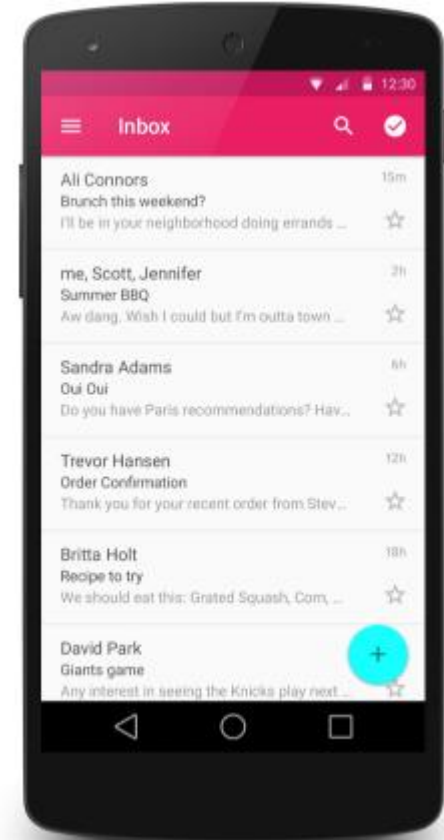 12:30
Inbox
Ali Connors 15m
Brunch this weekend?
I'll be in your neighborhood doing errands ...
me, Scott, Jennifer 2h
Summer BBQ
Aw dang. Wish I could but I'm outta town ...
Sandra Adams 6h
Oui Oui
Do you have Paris recommendations? Hav...
Trevor Hansen 12h
Order Confirmation
Thank you for your recent order from Stev...
Britta Holt 18h
Recipe to try
We should eat this: Grated Squash, Corn, ...
David Park
Giants game
Any interest in seeing the Knicks play next ...